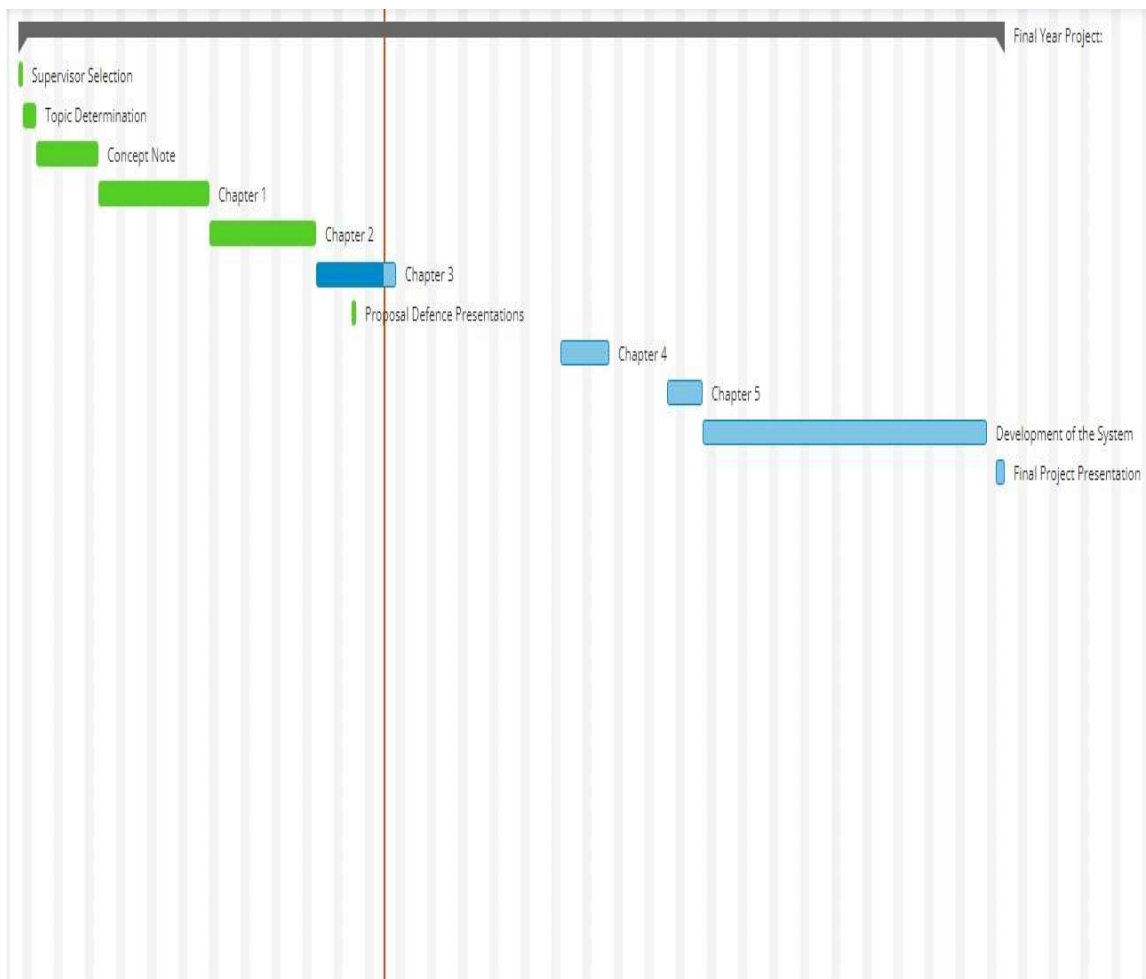 Final Year Project:
Supervisor Selection
Topic Determination
Concept Note
Chapter 1
Chapter 2
Chapter 3
Proposal Defence Presentations
Chapter 4
Chapter 5
Development of the System
Final Project Presentation